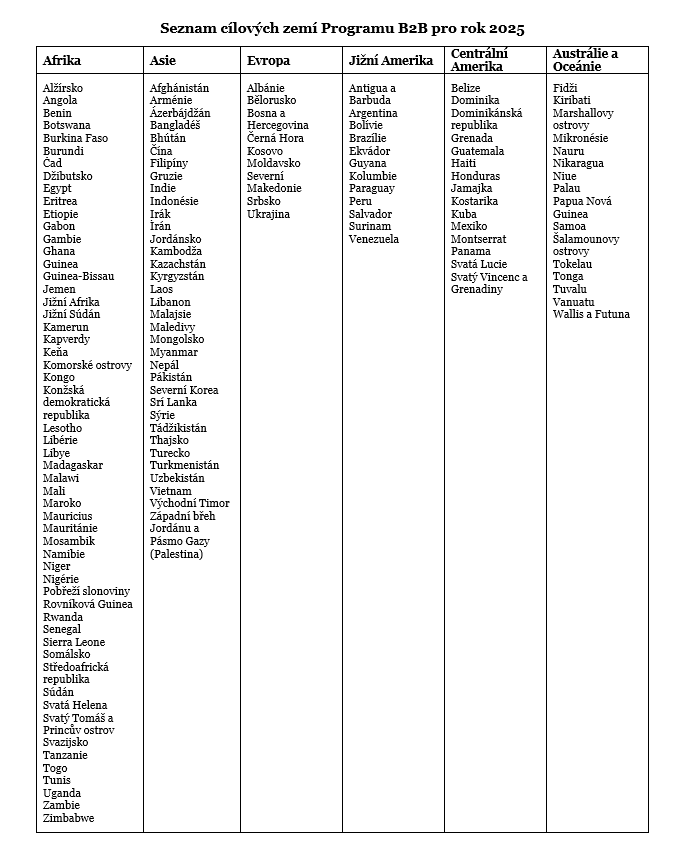 Seznam cílových zemí Programu B2B pro rok 2025
Afrika
Alžírsko
Angola
Benin
Botswana
Burkina Faso
Burundi
Čad
Džibutsko
Egypt
Eritrea
Etiopie
Gabon
Gambie
Ghana
Guinea
Guinea-Bissau
Jemen
Jižní Afrika
Jižní Súdán
Kamerun
Kapverdy
Keňa
Komorské ostrovy
Kongo
Konžská
demokratická
republika
Lesotho
Libérie
Libye
Madagaskar
Malawi
Mali
Maroko
Mauricius
Mauritánie
Mosambik
Namibie
Niger
Nigérie
Pobřeží slonoviny
Rovníková Guinea
Rwanda
Senegal
Sierra Leone
Somálsko
Středoafrická
republika
Súdán
Svatá Helena
Svatý Tomáš a
Princův ostrov
Svazijsko
Tanzanie
Togo
Tunis
Uganda
Zambie
Zimbabwe
Asie
Afghánistán
Arménie
Ázerbájdžán
Bangladéš
Bhútán
Čína
Filipíny
Gruzie
Indie
Indonésie
Irák
Írán
Jordánsko
Kambodža
Kazachstán
Kyrgyzstán
Laos
Libanon
Malajsie
Maledivy
Mongolsko
Myanmar
Nepál
Pákistán
Severní Korea
Srí Lanka
Sýrie
Tádžikistán
Thajsko
Turecko
Turkmenistán
Uzbekistán
Vietnam
Východní Timor
Západní břeh
Jordánu a
Pásmo Gazy
(Palestina)
Evropa
Albánie
Bělorusko
Bosna a
Hercegovina
Černá Hora
Kosovo
Moldavsko
Severní
Makedonie
Srbsko
Ukrajina
Jižní Amerika
Antigua a
Barbuda
Argentina
Bolívie
Brazílie
Ekvádor
Guyana
Kolumbie
Paraguay
Peru
Salvador
Surinam
Venezuela
Centrální
Amerika
Belize
Dominika
Dominikánská
republika
Grenada
Guatemala
Haiti
Honduras
Jamajka
Kostarika
Kuba
Mexiko
Montserrat
Panama
Svatá Lucie
Svatý Vincenc a
Grenadiny
Austrálie a
Oceánie
Fidži
Kiribati
Marshallovy
ostrovy
Mikronésie
Nauru
Nikaragua
Niue
Palau
Papua Nová
Guinea
Samoa
Šalamounovy
ostrovy
Tokelau
Tonga
Tuvalu
Vanuatu
Wallis a Futuna